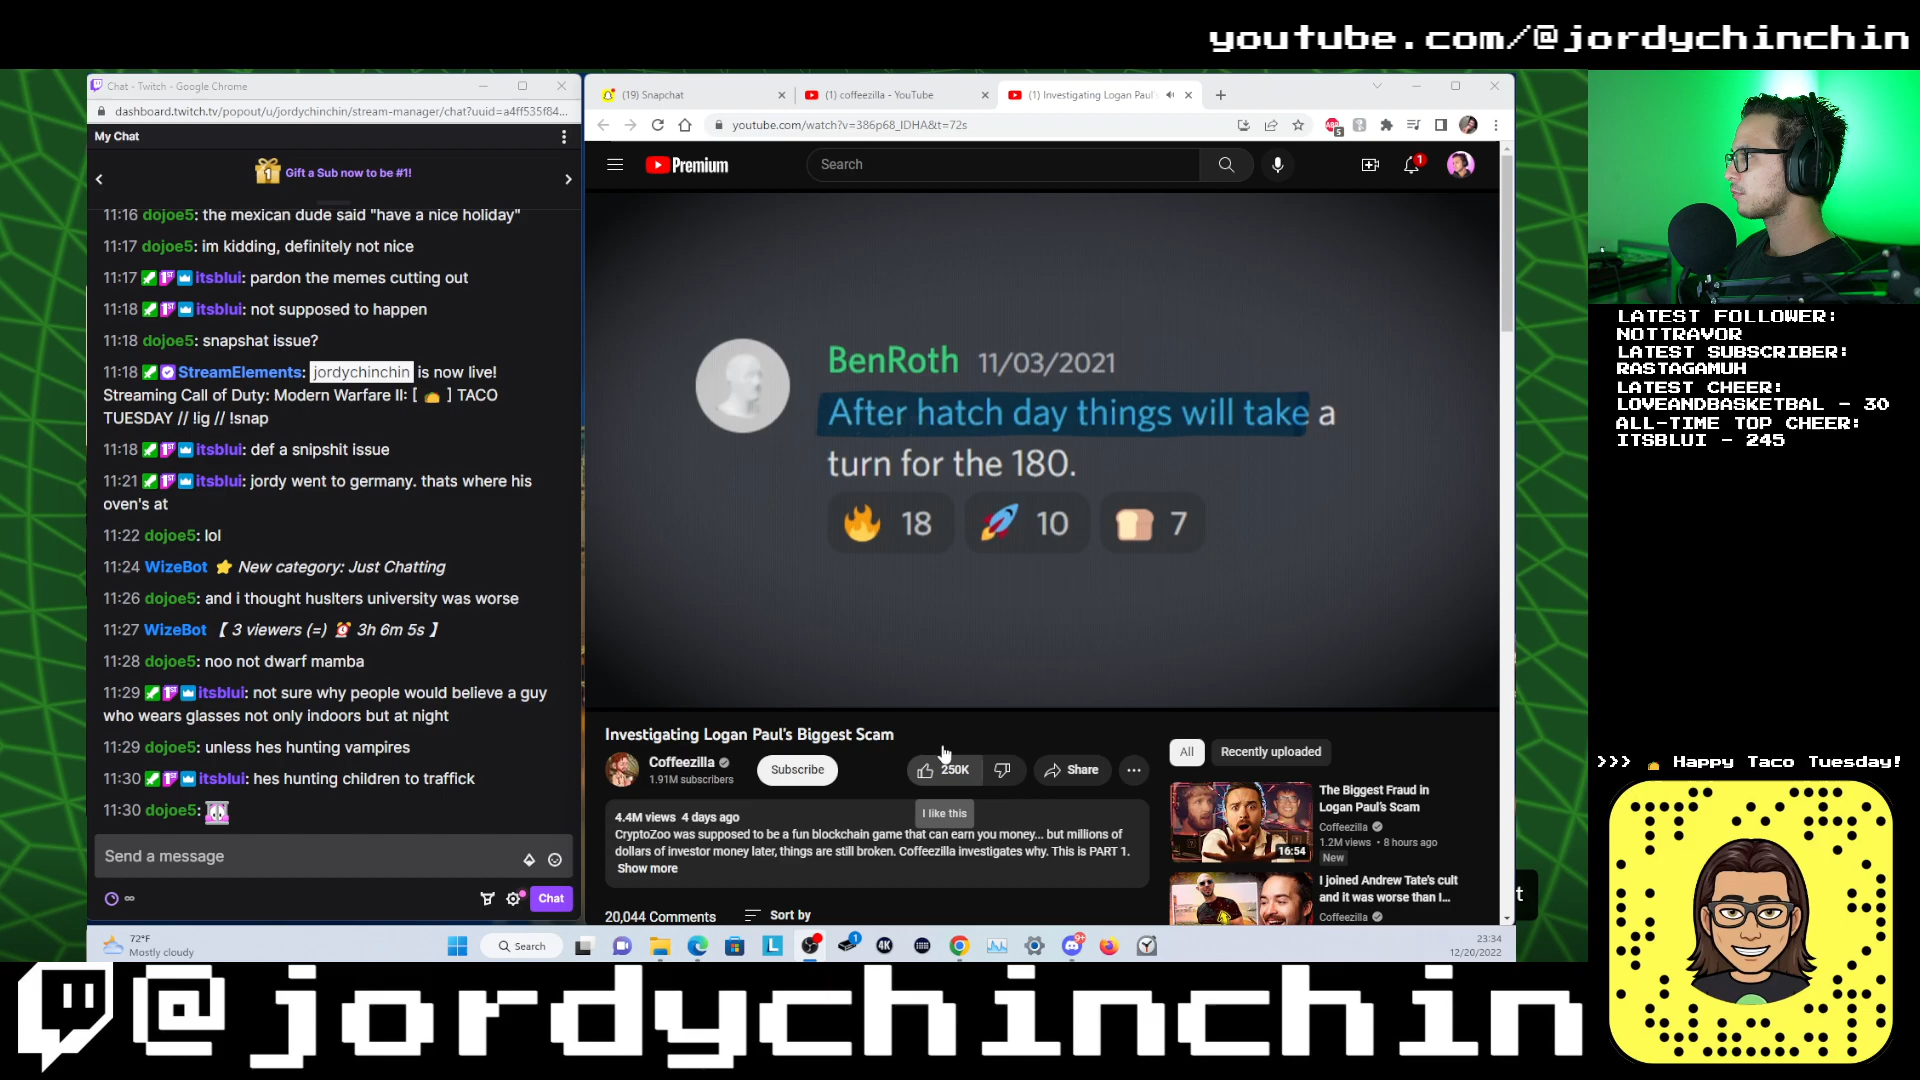 youtube.com/@jordychinchin
Chat - Twitch - Google Chrome
dashboard.twitch.tv/popout/u/jordychinchin/stream-manager/chat?uuid=a4ff535f84...
My Chat
1 Gift a Sub now to be #1!
11:16 dojoe5: the mexican dude said "have a nice holiday"
11:17 dojoe5: im kidding, definitely not nice
11:17 itsblui: pardon the memes cutting out
11:18 itsblui: not supposed to happen
11:18 dojoe5: snapshat issue?
11:18 StreamElements: jordychinchin is now live!
Streaming Call of Duty: Modern Warfare II: [ 🌮 ] TACO
TUESDAY // !ig // !snap
11:18 itsblui: def a snipshit issue
11:21 itsblui: jordy went to germany. thats where his
oven's at
11:22 dojoe5: lol
11:24 WizeBot ⭐ New category: Just Chatting
11:26 dojoe5: and i thought huslters university was worse
11:27 WizeBot 【 3 viewers (=) ⏰ 3h 6m 5s 】
11:28 dojoe5: noo not dwarf mamba
11:29 itsblui: not sure why people would believe a guy
who wears glasses not only indoors but at night
11:29 dojoe5: unless hes hunting vampires
11:30 itsblui: hes hunting children to traffick
11:30 dojoe5:
Send a message
Chat
(19) Snapchat
(1) coffeezilla - YouTube
(1) Investigating Logan Paul'
youtube.com/watch?v=386p68_lDHA&t=72s
5
Premium
Search
1
BenRoth 11/03/2021
After hatch day things will take a
turn for the 180.
🔥 18 🚀 10 🍞 7
Investigating Logan Paul's Biggest Scam
Coffeezilla
1.91M subscribers
Subscribe
250K
Share
I like this
4.4M views 4 days ago
CryptoZoo was supposed to be a fun blockchain game that can earn you money... but millions of
dollars of investor money later, things are still broken. Coffeezilla investigates why. This is PART 1.
Show more
20,044 Comments
Sort by
All
Recently uploaded
16:54
The Biggest Fraud in
Logan Paul's Scam
Coffeezilla
1.2M views • 8 hours ago
New
I joined Andrew Tate's cult
and it was worse than I...
Coffeezilla
72°F
Mostly cloudy
Search
23:34
12/20/2022
LATEST FOLLOWER:
NOTTRAVOR
LATEST SUBSCRIBER:
RASTAGAMUH
LATEST CHEER:
LOVEANDBASKETBAL - 30
ALL-TIME TOP CHEER:
ITSBLUI - 245
>>> 🌮 Happy Taco Tuesday!
@jordychinchin